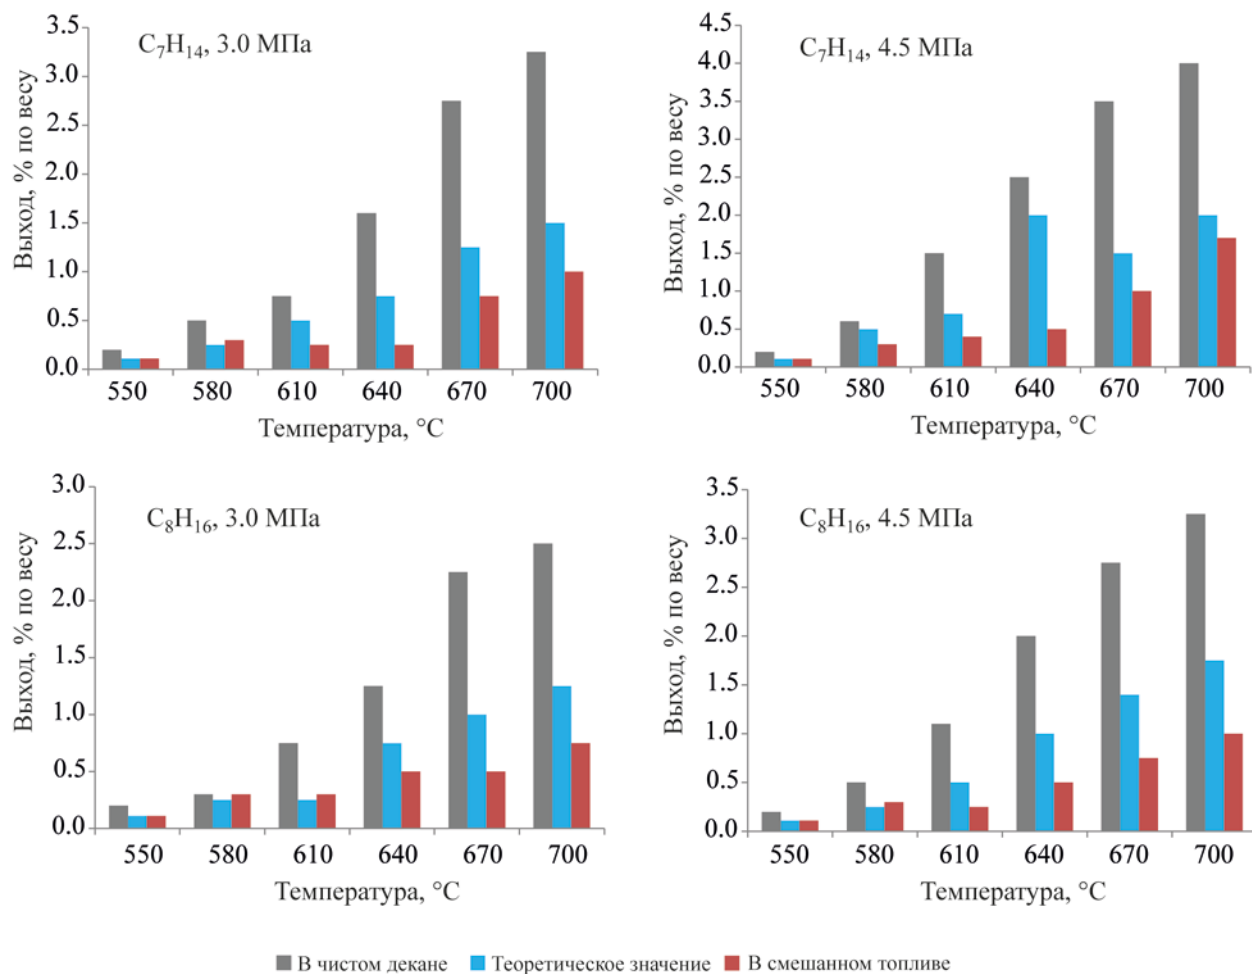 C₇H₁₄, 3.0 МПа
Выход, % по весу
3.5
3.0
2.5
2.0
1.5
1.0
0.5
0.0
550 580 610 640 670 700
Температура, °C
C₇H₁₄, 4.5 МПа
Выход, % по весу
4.5
4.0
3.5
3.0
2.5
2.0
1.5
1.0
0.5
0.0
550 580 610 640 670 700
Температура, °C
C₈H₁₆, 3.0 МПа
Выход, % по весу
3.0
2.5
2.0
1.5
1.0
0.5
0.0
550 580 610 640 670 700
Температура, °C
C₈H₁₆, 4.5 МПа
Выход, % по весу
3.5
3.0
2.5
2.0
1.5
1.0
0.5
0.0
550 580 610 640 670 700
Температура, °C
В чистом декане Теоретическое значение В смешанном топливе